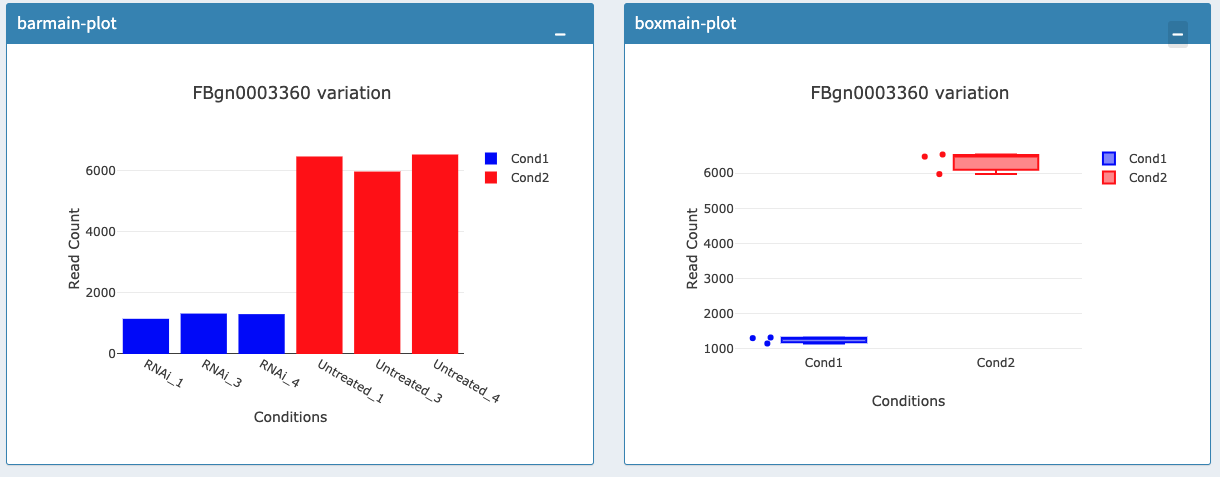 barmain-plot
FBgn0003360 variation
Read Count
6000
4000
2000
0
RNAi_1
RNAi_3
RNAi_4
Untreated_1
Untreated_3
Untreated_4
Conditions
Cond1
Cond2
boxmain-plot
FBgn0003360 variation
Read Count
6000
5000
4000
3000
2000
1000
Cond1
Cond2
Conditions
Cond1
Cond2